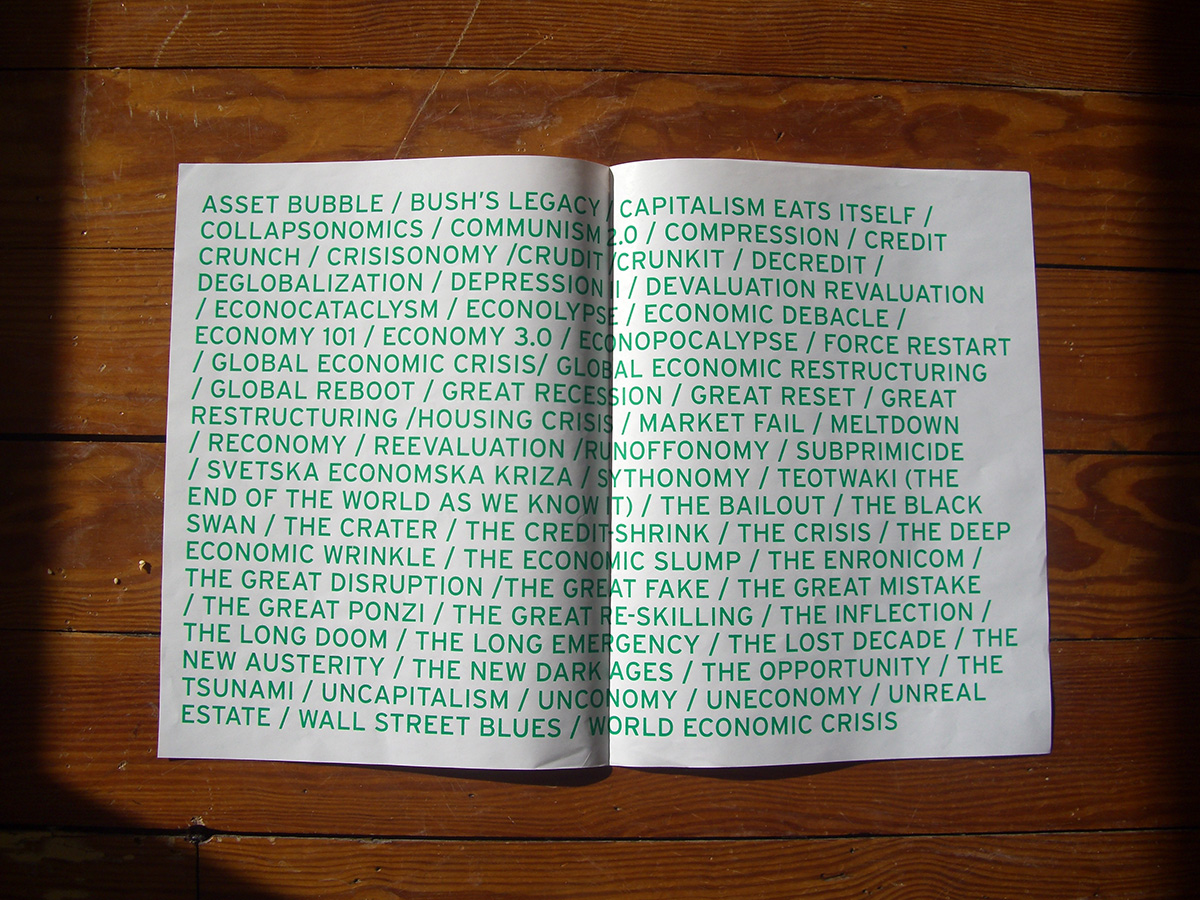 ASSET BUBBLE / BUSH'S LEGACY / CAPITALISM EATS ITSELF /
COLLAPSONOMICS / COMMUNISM 2.0 / COMPRESSION / CREDIT
CRUNCH / CRISISONOMY /CRUDIT /CRUNKIT / DECREDIT /
DEGLOBALIZATION / DEPRESSION II / DEVALUATION REVALUATION
/ ECONOCATACLYSM / ECONOLYPSE / ECONOMIC DEBACLE /
ECONOMY 101 / ECONOMY 3.0 / ECONOPOCALYPSE / FORCE RESTART
/ GLOBAL ECONOMIC CRISIS/ GLOBAL ECONOMIC RESTRUCTURING
/ GLOBAL REBOOT / GREAT RECESSION / GREAT RESET / GREAT
RESTRUCTURING /HOUSING CRISIS / MARKET FAIL / MELTDOWN
/ RECONOMY / REEVALUATION /RUNOFFONOMY / SUBPRIMICIDE
/ SVETSKA ECONOMSKA KRIZA / SYTHONOMY / TEOTWAKI (THE
END OF THE WORLD AS WE KNOW IT) / THE BAILOUT / THE BLACK
SWAN / THE CRATER / THE CREDIT-SHRINK / THE CRISIS / THE DEEP
ECONOMIC WRINKLE / THE ECONOMIC SLUMP / THE ENRONICOM /
THE GREAT DISRUPTION /THE GREAT FAKE / THE GREAT MISTAKE
/ THE GREAT PONZI / THE GREAT RE-SKILLING / THE INFLECTION /
THE LONG DOOM / THE LONG EMERGENCY / THE LOST DECADE / THE
NEW AUSTERITY / THE NEW DARK AGES / THE OPPORTUNITY / THE
TSUNAMI / UNCAPITALISM / UNCONOMY / UNECONOMY / UNREAL
ESTATE / WALL STREET BLUES / WORLD ECONOMIC CRISIS